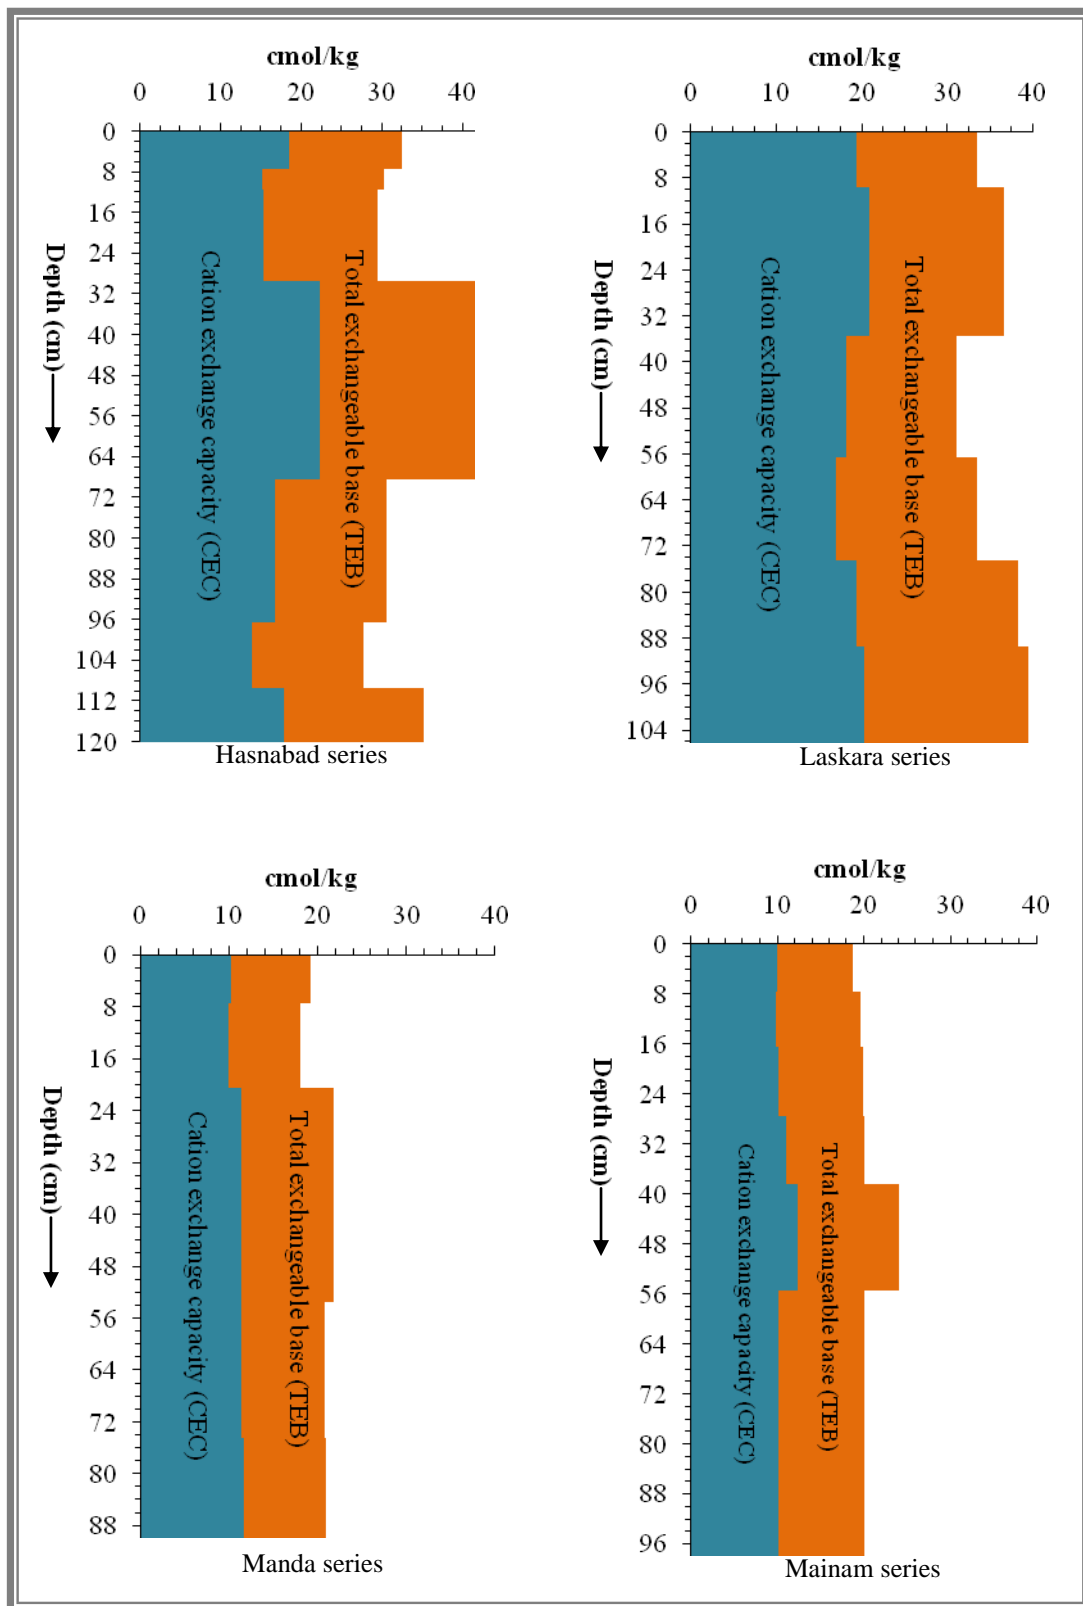 cmol/kg
0 10 20 30 40
0
8
16
24
32
40
48
56
64
72
80
88
96
104
112
120
Depth (cm)
Cation exchange capacity (CEC)
Total exchangeable base (TEB)
Hasnabad series
cmol/kg
0 10 20 30 40
0
8
16
24
32
40
48
56
64
72
80
88
96
104
Depth (cm)
Cation exchange capacity (CEC)
Total exchangeable base (TEB)
Laskara series
cmol/kg
0 10 20 30 40
0
8
16
24
32
40
48
56
64
72
80
88
Depth (cm)
Cation exchange capacity (CEC)
Total exchangeable base (TEB)
Manda series
cmol/kg
0 10 20 30 40
0
8
16
24
32
40
48
56
64
72
80
88
96
Depth (cm)
Cation exchange capacity (CEC)
Total exchangeable base (TEB)
Mainam series